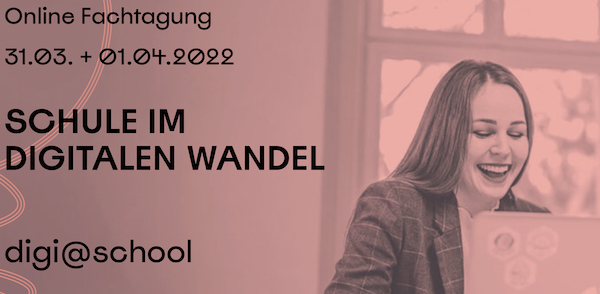 Online Fachtagung
31.03. + 01.04.2022
SCHULE IM
DIGITALEN WANDEL
digi@school